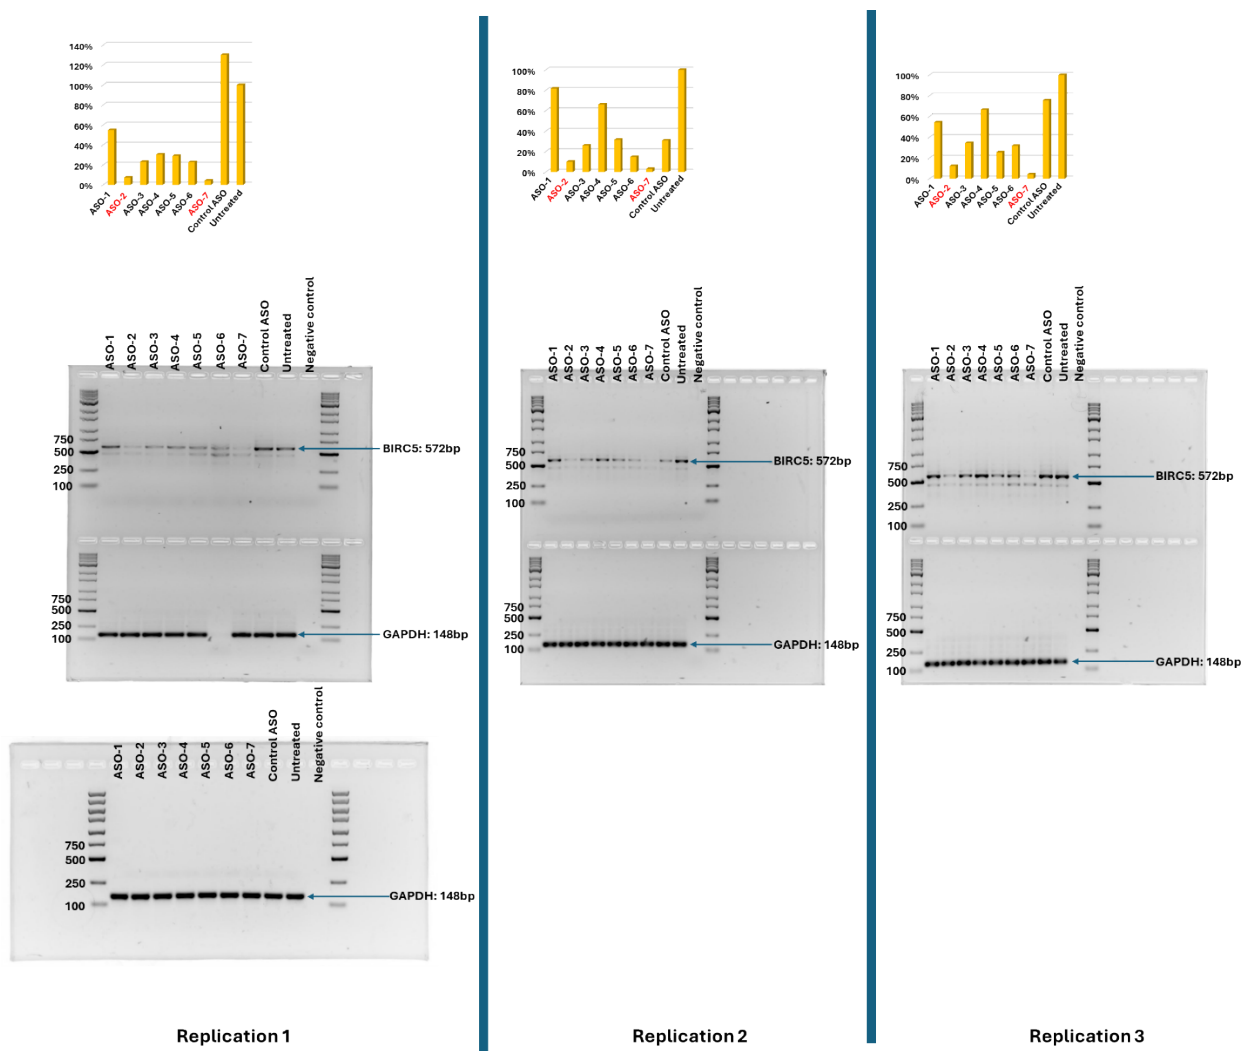 140%
120%
100%
80%
60%
40%
20%
0%
ASO-1
ASO-2
ASO-3
ASO-4
ASO-5
ASO-6
ASO-7
Control ASO
Untreated
ASO-1
ASO-2
ASO-3
ASO-4
ASO-5
ASO-6
ASO-7
Control ASO
Untreated
Negative control
750
500
250
100
BIRC5: 572bp
750
500
250
100
GAPDH: 148bp
ASO-1
ASO-2
ASO-3
ASO-4
ASO-5
ASO-6
ASO-7
Control ASO
Untreated
Negative control
750
500
250
100
GAPDH: 148bp
Replication 1
100%
80%
60%
40%
20%
0%
ASO-1
ASO-2
ASO-3
ASO-4
ASO-5
ASO-6
ASO-7
Control ASO
Untreated
ASO-1
ASO-2
ASO-3
ASO-4
ASO-5
ASO-6
ASO-7
Control ASO
Untreated
Negative control
750
500
250
100
BIRC5: 572bp
750
500
250
100
GAPDH: 148bp
Replication 2
100%
80%
60%
40%
20%
0%
ASO-1
ASO-2
ASO-3
ASO-4
ASO-5
ASO-6
ASO-7
Control ASO
Untreated
ASO-1
ASO-2
ASO-3
ASO-4
ASO-5
ASO-6
ASO-7
Control ASO
Untreated
Negative control
750
500
250
100
BIRC5: 572bp
750
500
250
100
GAPDH: 148bp
Replication 3